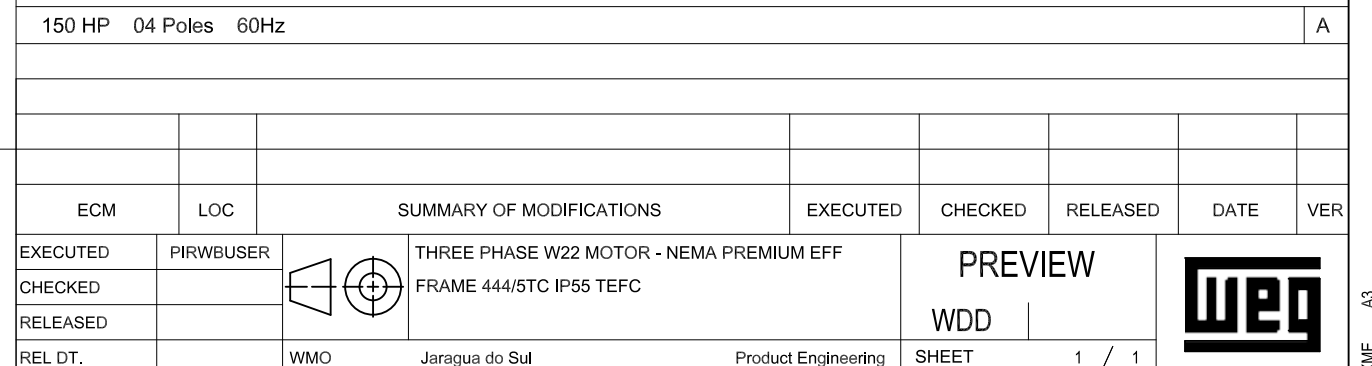 150 HP 04 Poles 60Hz A
ECM LOC SUMMARY OF MODIFICATIONS EXECUTED CHECKED RELEASED DATE VER
EXECUTED PIRWBUSER THREE PHASE W22 MOTOR - NEMA PREMIUM EFF PREVIEW
CHECKED FRAME 444/5TC IP55 TEFC
RELEASED WDD
REL DT. WMO Jaragua do Sul Product Engineering SHEET 1 / 1
weg
A3